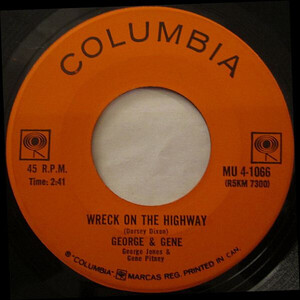 COLUMBIA
45 R.P.M.
Time: 2:41
MU 4-1066
(RSKM 7300)
WRECK ON THE HIGHWAY
(Dorsey Dixon)
GEORGE & GENE
George Jones &
Gene Pitney
® "COLUMBIA" MARCAS REG. PRINTED IN CAN.